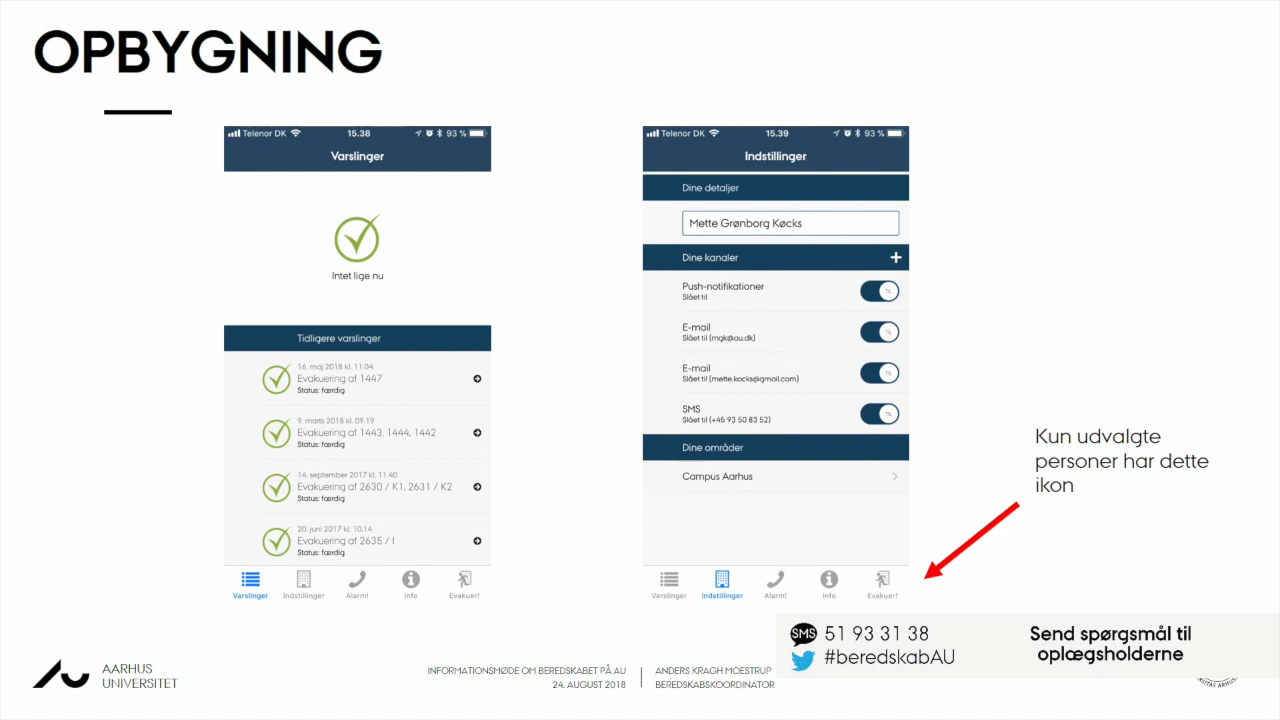 OPBYGNING
Telenor DK 15.38 93 %
Varslinger
Intet lige nu
Tidligere varslinger
16. maj 2018 kl. 11.04
Evakuering af 1447
Status: færdig
9. marts 2018 kl. 09.19
Evakuering af 1443, 1444, 1442
Status: færdig
14. september 2017 kl. 11.40
Evakuering af 2630 / K1, 2631 / K2
Status: færdig
20. juni 2017 kl. 10.14
Evakuering af 2635 / I
Status: færdig
Varslinger Indstillinger Alarm! Info Evakuer!
Telenor DK 15.39 93 %
Indstillinger
Dine detaljer
Mette Grønborg Køcks
Dine kanaler
Push-notifikationer
Slået til
TIL
E-mail
Slået til (mgk@au.dk)
TIL
E-mail
Slået til (mette.kocks@gmail.com)
TIL
SMS
Slået til (+45 93 50 83 52)
TIL
Dine områder
Campus Aarhus
Varslinger Indstillinger Alarm! Info Evakuer!
Kun udvalgte
personer har dette
ikon
SMS 51 93 31 38
#beredskabAU
Send spørgsmål til
oplægsholderne
AARHUS
UNIVERSITET
INFORMATIONSMØDE OM BEREDSKABET PÅ AU
24. AUGUST 2018
ANDERS KRAGH MOESTRUP
BEREDSKABSKOORDINATOR